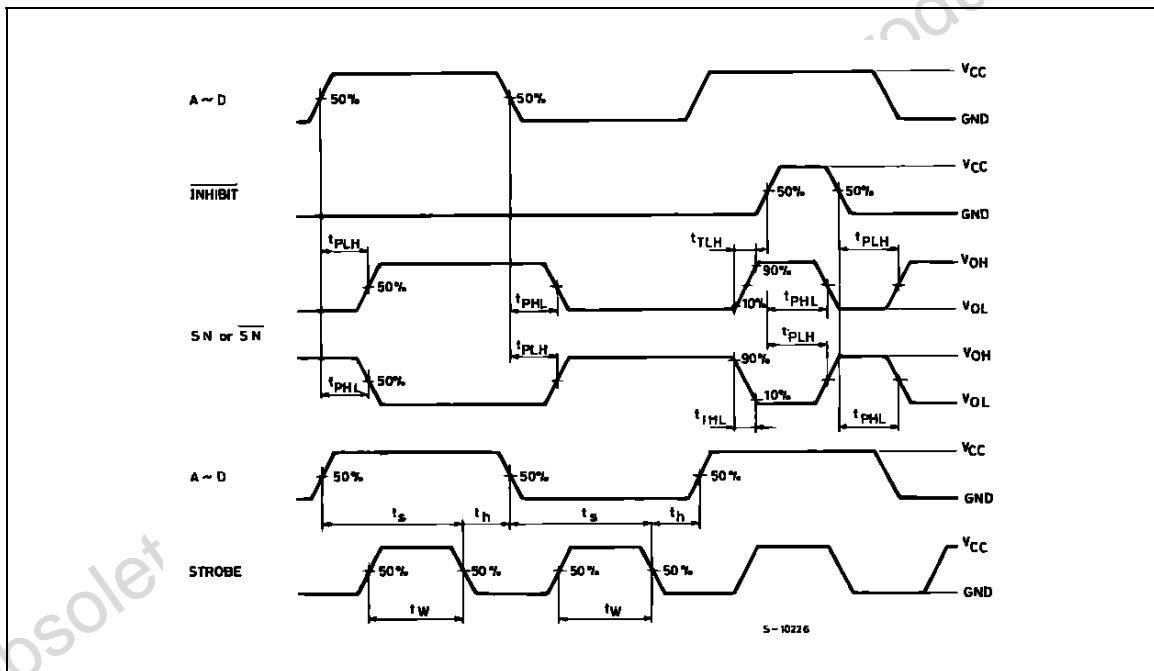 A ~ D
50%
50%
VCC
GND
INHIBIT
50%
50%
VCC
GND
tPLH
50%
tPHL
tTLH
90%
10%
tPHL
tPLH
VOH
VOL
SN or SN
tPHL
50%
tPLH
90%
10%
tTHL
tPLH
tPHL
VOH
VOL
A ~ D
50%
50%
50%
VCC
GND
ts
th
ts
th
STROBE
50%
50%
50%
50%
VCC
GND
tW
tW
S-10226